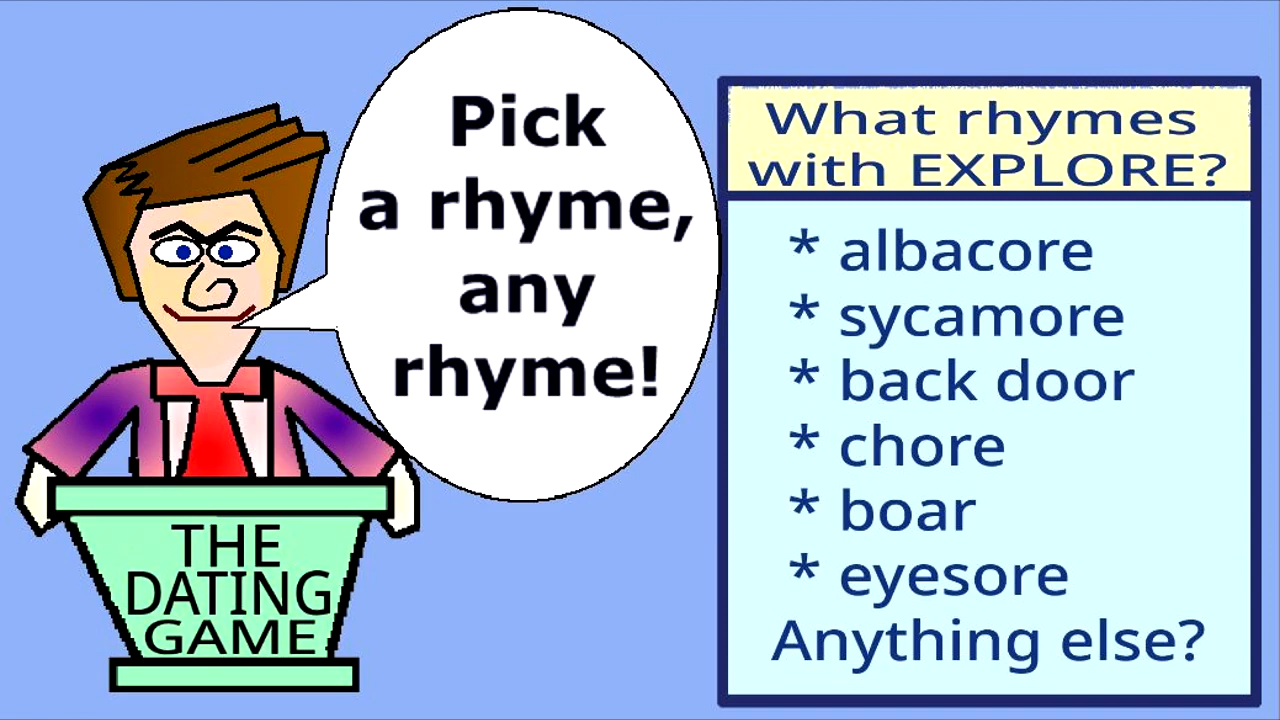 Pick
a rhyme,
any
rhyme!
What rhymes
with EXPLORE?
* albacore
* sycamore
* back door
* chore
* boar
* eyesore
Anything else?
THE
DATING
GAME